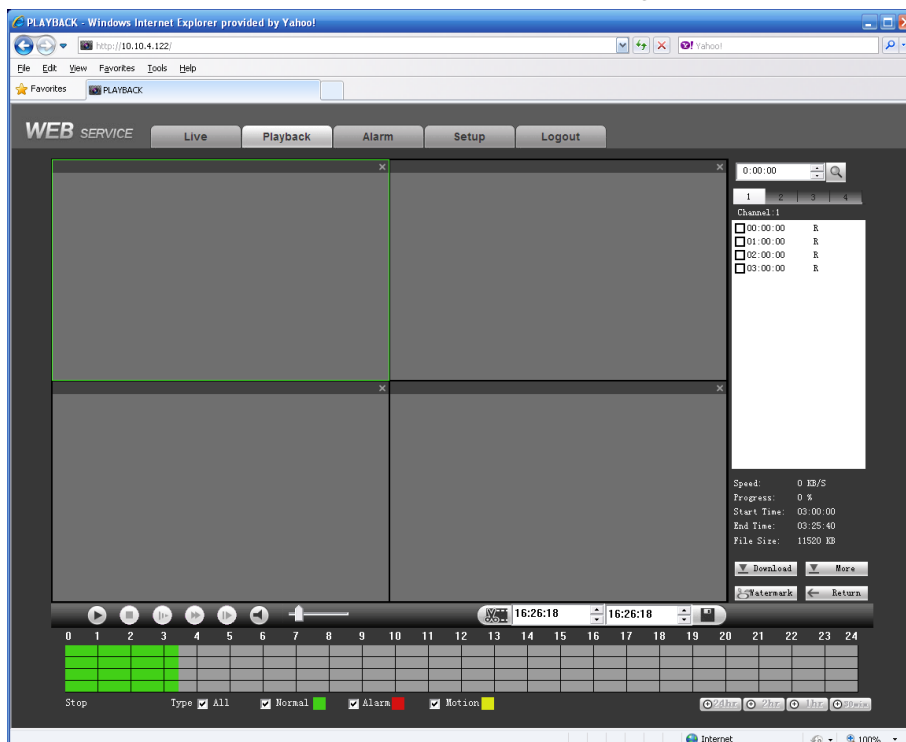 PLAYBACK - Windows Internet Explorer provided by Yahoo!
http://10.10.4.122/
Yahoo!
File Edit View Favorites Tools Help
Favorites PLAYBACK
WEB SERVICE Live Playback Alarm Setup Logout
0:00:00
1 2 3 4
Channel:1
00:00:00 R
01:00:00 R
02:00:00 R
03:00:00 R
Speed: 0 KB/S
Progress: 0 %
Start Time: 03:00:00
End Time: 03:25:40
File Size: 11520 KB
Download More
Watermark Return
16:26:18 16:26:18
0 1 2 3 4 5 6 7 8 9 10 11 12 13 14 15 16 17 18 19 20 21 22 23 24
Stop Type All Normal Alarm Motion 24hr 2hr 1hr 30min
Internet 100%